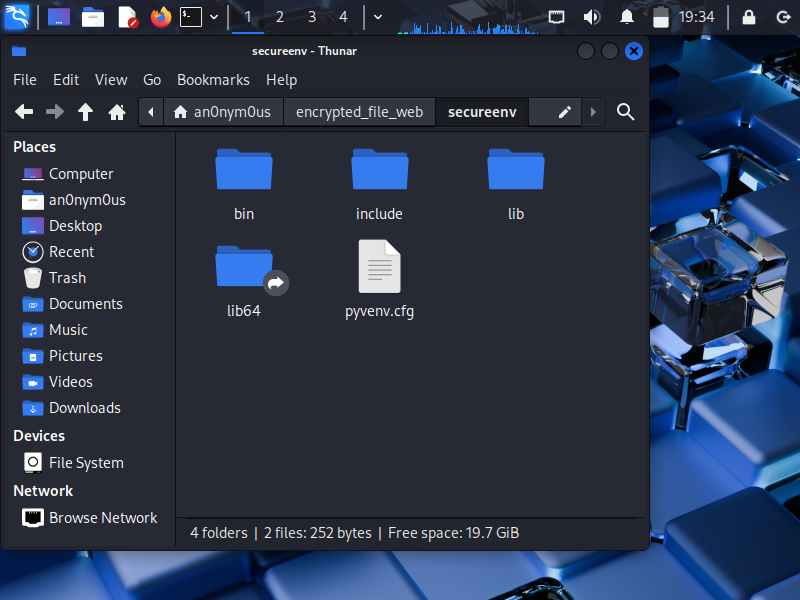 1 2 3 4 19:34
secureenv - Thunar
File Edit View Go Bookmarks Help
an0nym0us encrypted_file_web secureenv
Places
Computer
an0nym0us
Desktop
Recent
Trash
Documents
Music
Pictures
Videos
Downloads
Devices
File System
Network
Browse Network
bin include lib
lib64 pyvenv.cfg
4 folders | 2 files: 252 bytes | Free space: 19.7 GiB